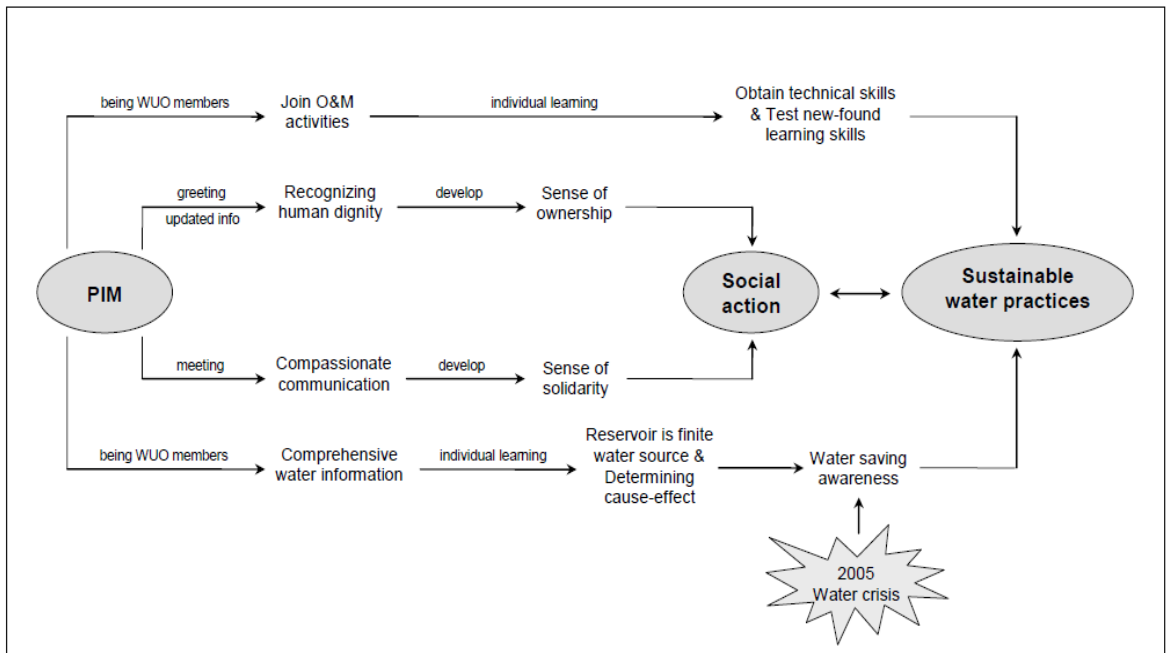 being WUO members
Join O&M
activities
individual learning
Obtain technical skills
& Test new-found
learning skills
greeting
updated info
Recognizing
human dignity
develop
Sense of
ownership
PIM
Social
action
Sustainable
water practices
meeting
Compassionate
communication
develop
Sense of
solidarity
being WUO members
Comprehensive
water information
individual learning
Reservoir is finite
water source &
Determining
cause-effect
Water saving
awareness
2005
Water crisis